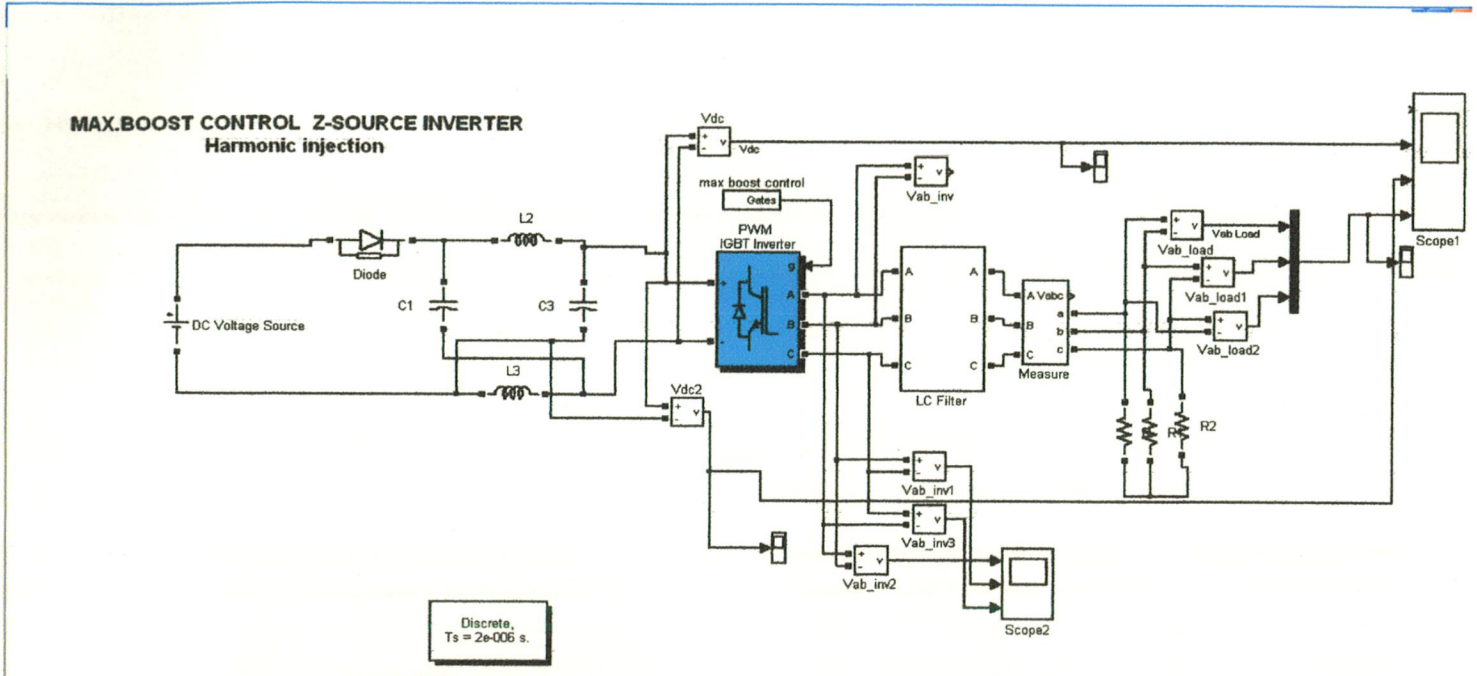 MAX.BOOST CONTROL Z-SOURCE INVERTER
Harmonic injection
Vdc
+
-
v
Vdc
max boost control
Gates
+
-
v
Vab_inv
Scope1
L2
Diode
PWM
IGBT Inverter
g
+
-
A
B
C
C1
C3
DC Voltage Source
L3
A
B
C
A
B
C
LC Filter
A
B
C
Vabc
a
b
c
Measure
+
-
v
Vab Load
Vab_load
+
-
v
Vab_load1
+
-
v
Vab_load2
R2
Vdc2
+
-
v
+
-
v
Vab_inv1
+
-
v
Vab_inv3
+
-
v
Vab_inv2
Scope2
Discrete,
Ts = 2e-006 s.